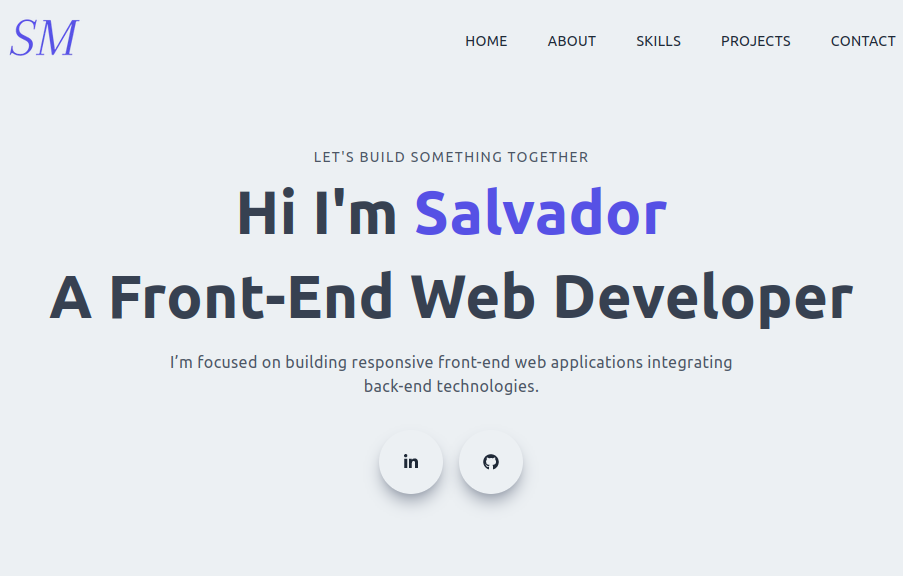 SM
HOME ABOUT SKILLS PROJECTS CONTACT
LET'S BUILD SOMETHING TOGETHER
Hi I'm Salvador
A Front-End Web Developer
I’m focused on building responsive front-end web applications integrating
back-end technologies.
in